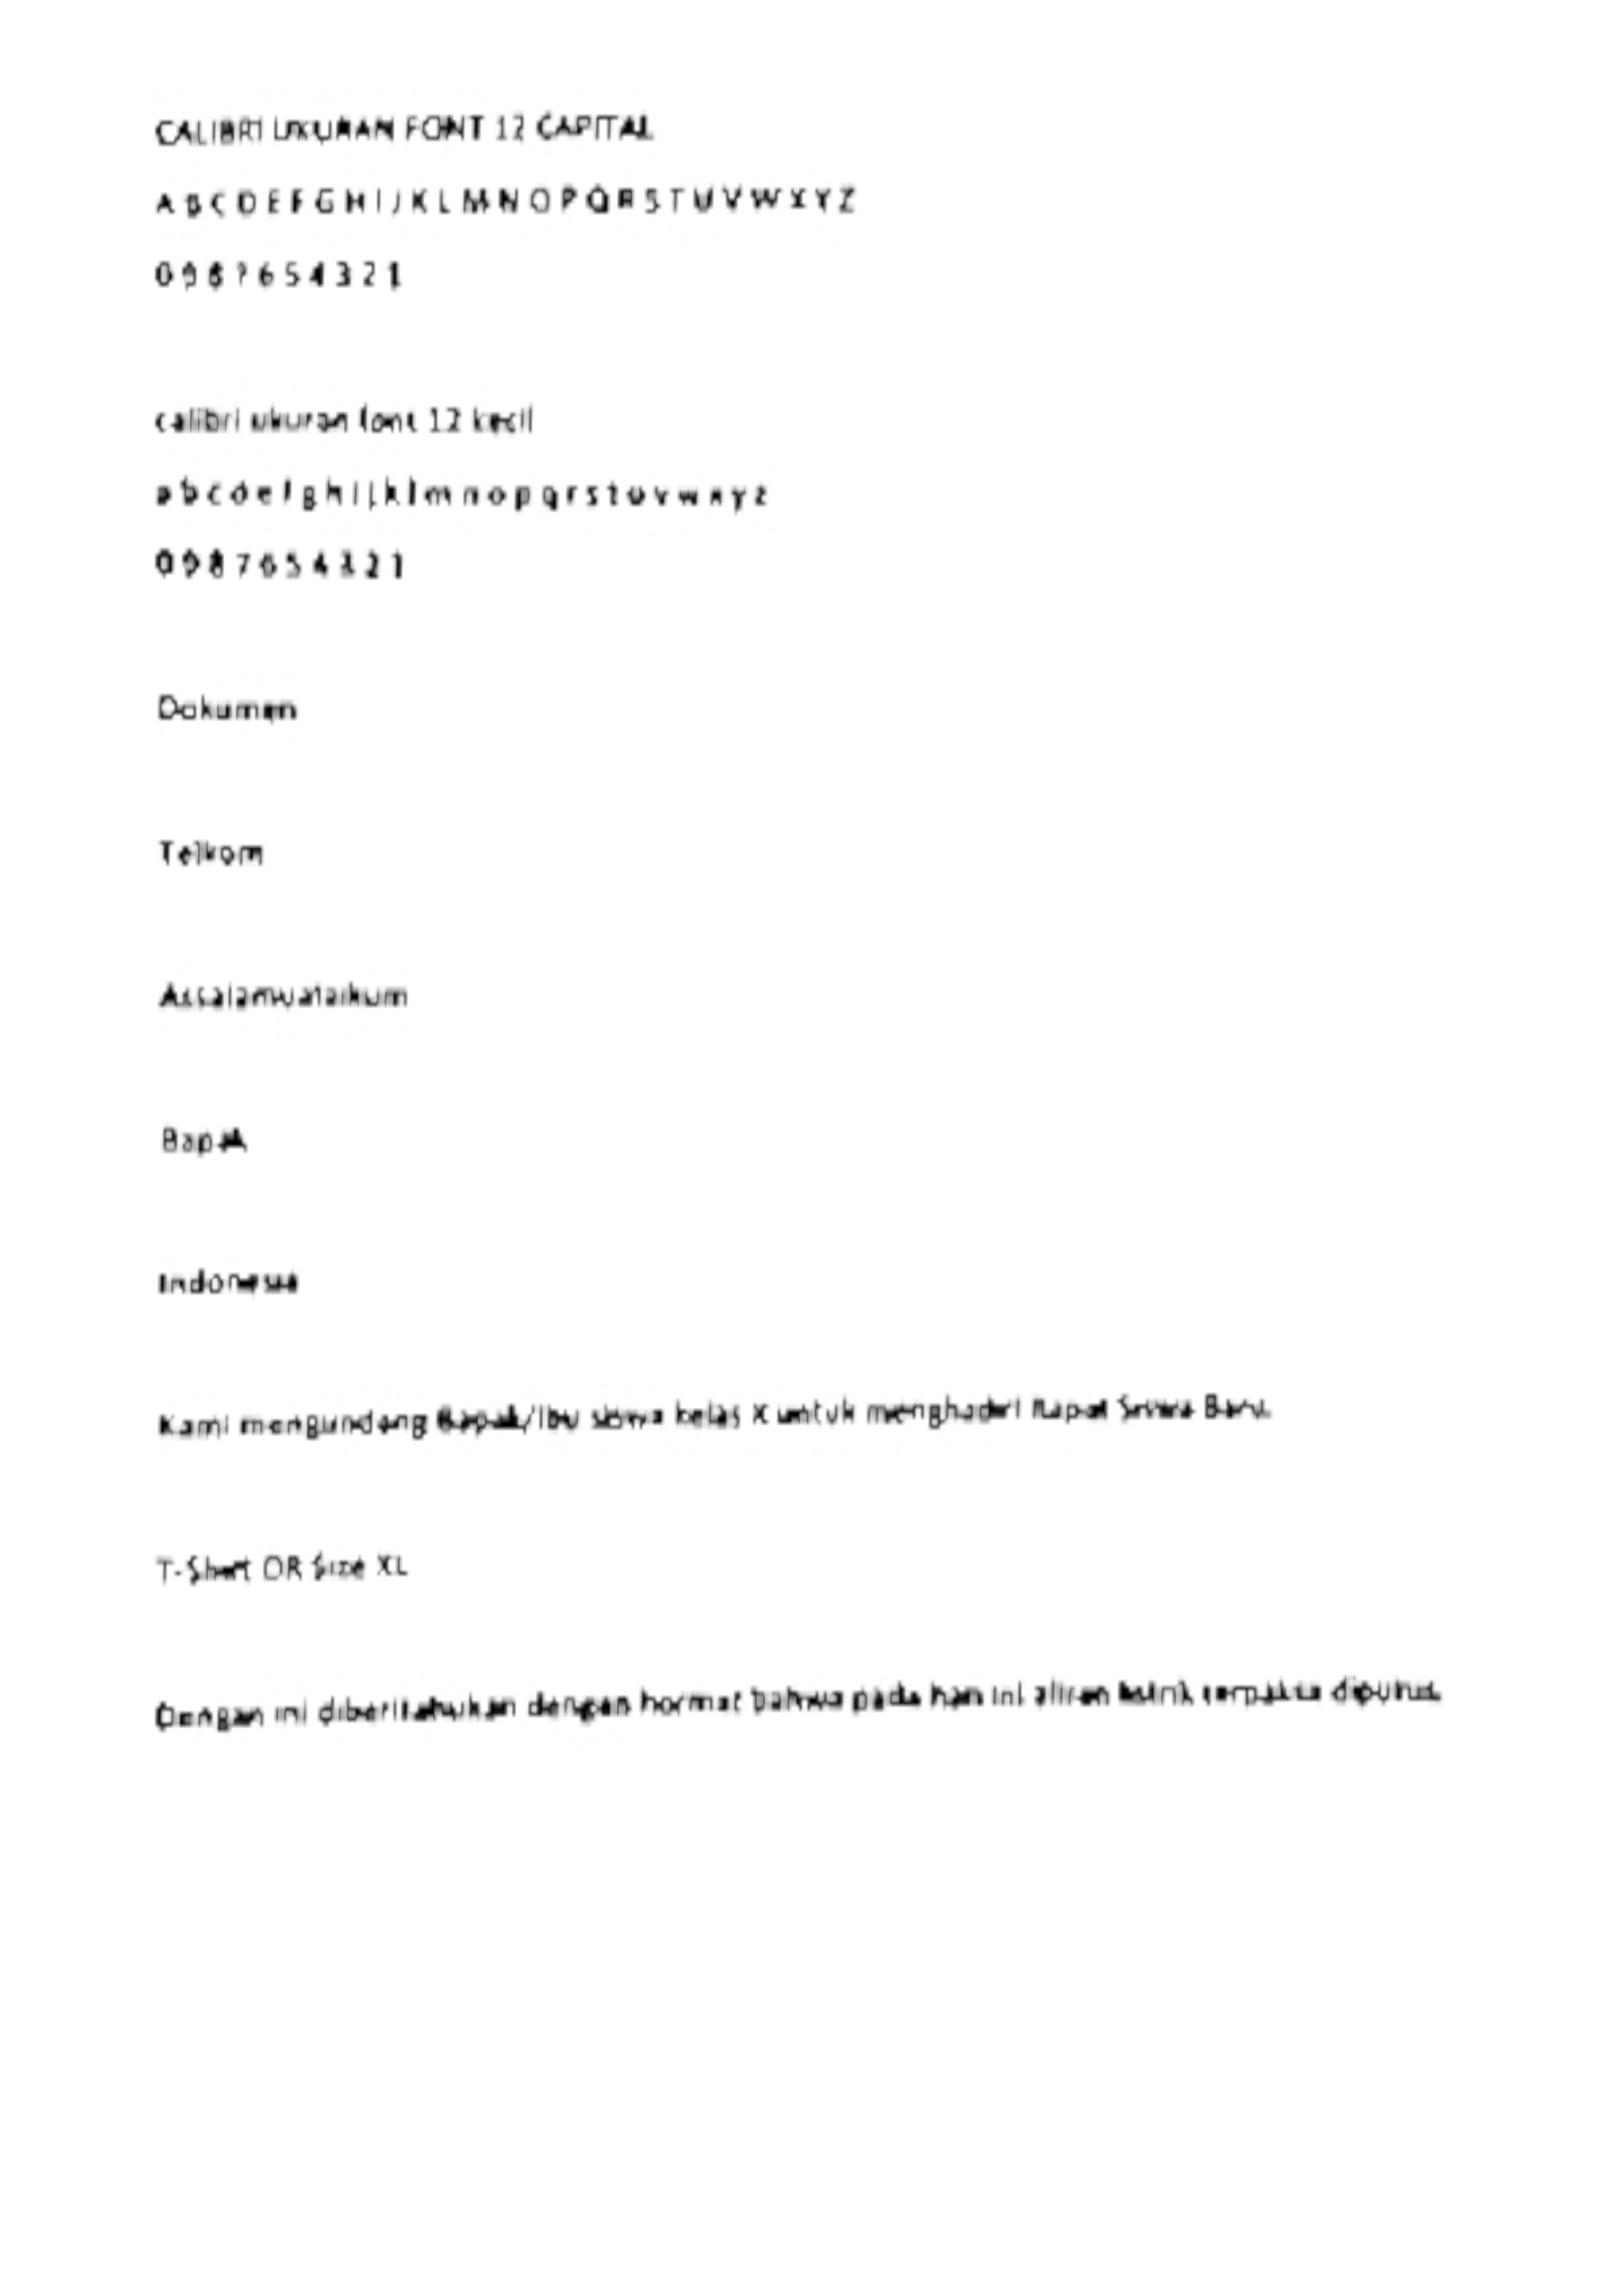 CALIBRI UKURAN FONT 12 CAPITAL
A B C D E F G H I J K L M N O P Q R S T U V W X Y Z
0 9 8 7 6 5 4 3 2 1
calibri ukuran font 12 kecil
a b c d e f g h i j k l m n o p q r s t u v w x y z
0 9 8 7 6 5 4 3 2 1
Dokumen
Telkom
Assalamualaikum
Bapak
Indonesia
Kami mengundang Bapak/Ibu siswa kelas X untuk menghadiri Rapat Siswa Baru.
T-Shirt OR Size XL
Dengan ini diberitahukan dengan hormat bahwa pada hari ini aliran listrik terpaksa diputus.